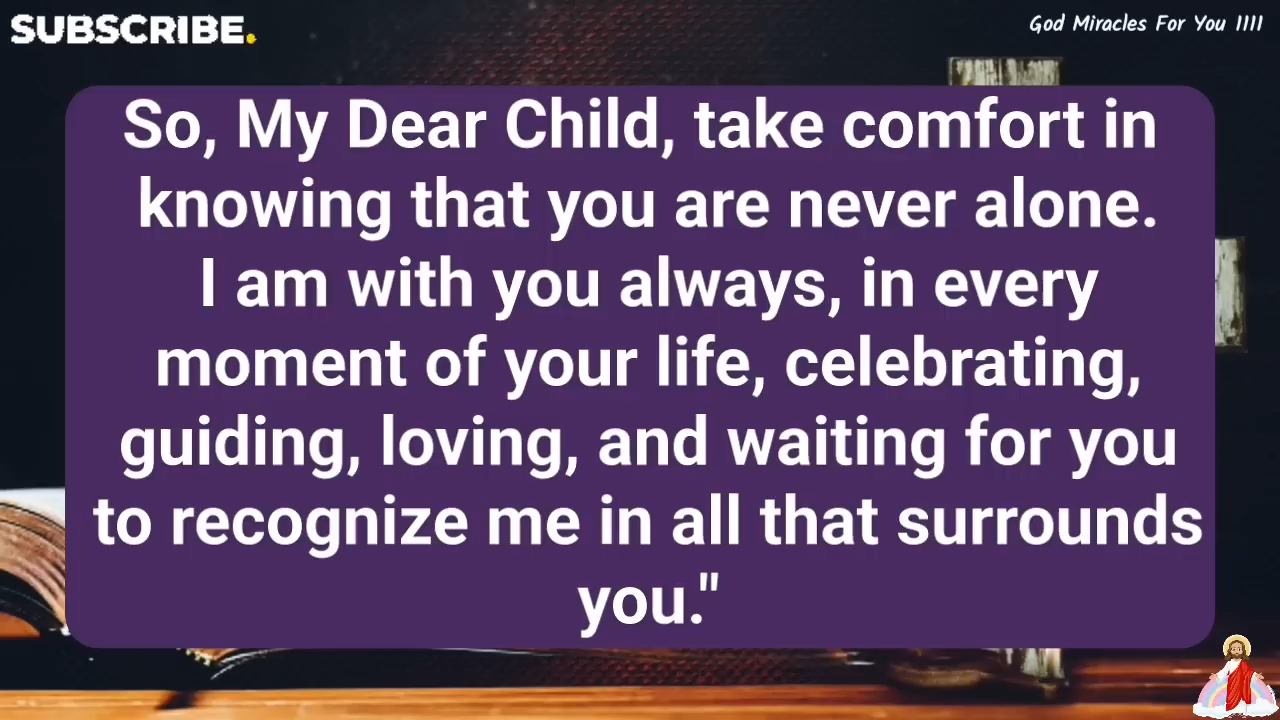 SUBSCRIBE.
God Miracles For You 1111
So, My Dear Child, take comfort in
knowing that you are never alone.
I am with you always, in every
moment of your life, celebrating,
guiding, loving, and waiting for you
to recognize me in all that surrounds
you."